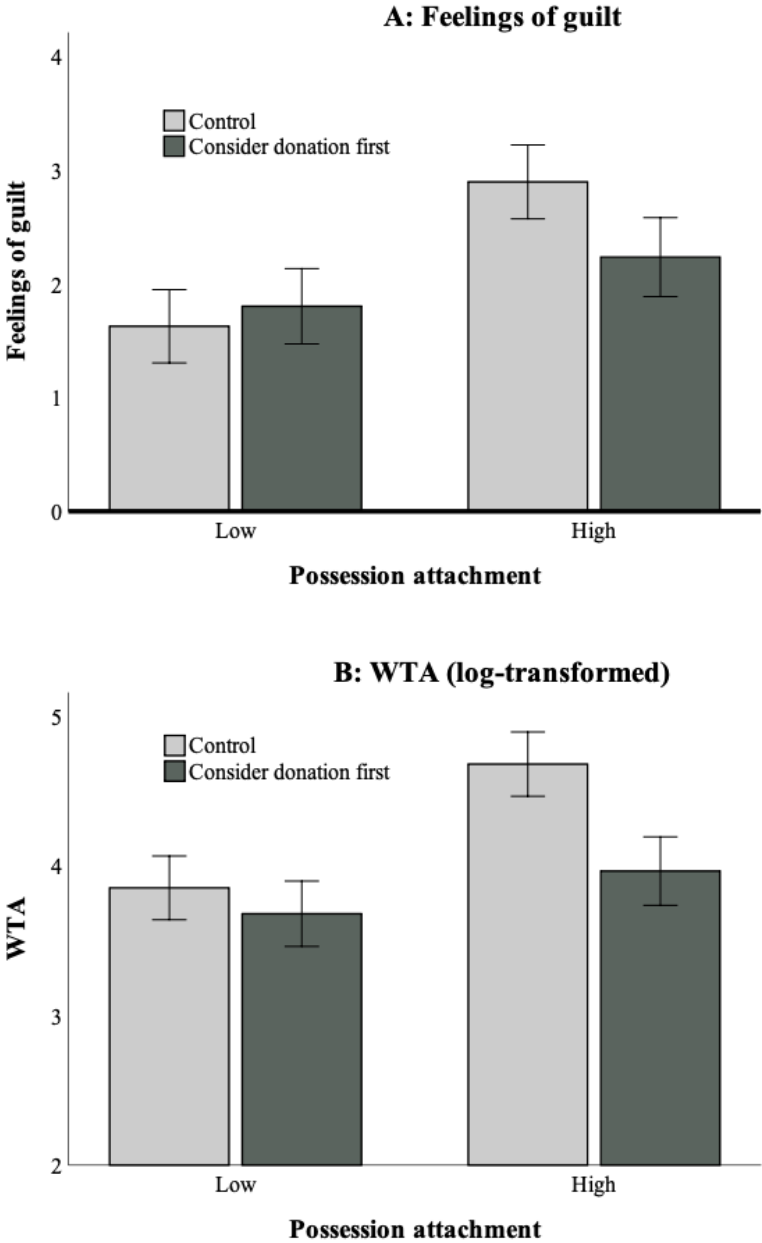 A: Feelings of guilt
4
Control
Consider donation first
3
Feelings of guilt
2
1
0
Low High
Possession attachment
B: WTA (log-transformed)
5
Control
Consider donation first
4
WTA
3
2
Low High
Possession attachment